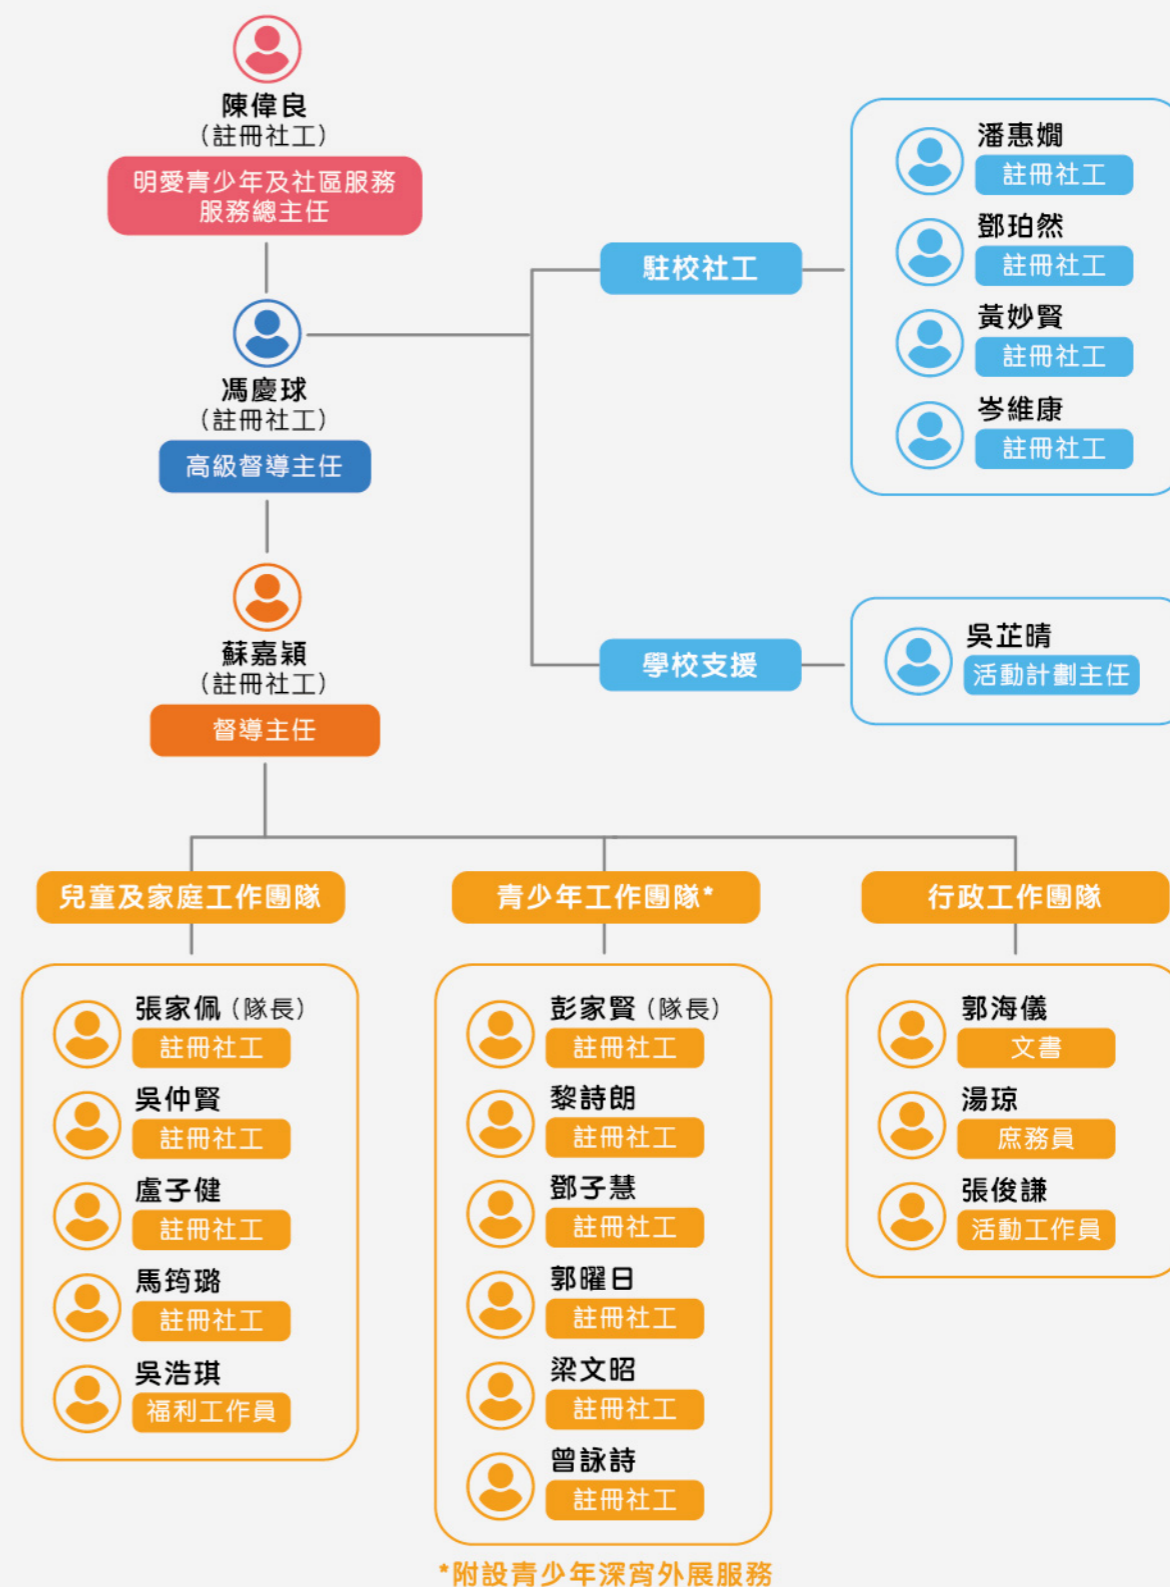 陳偉良
(註冊社工)
明愛青少年及社區服務
服務總主任
馮慶球
(註冊社工)
高級督導主任
駐校社工
潘惠嫺
註冊社工
鄧珀然
註冊社工
黃妙賢
註冊社工
岑維康
註冊社工
學校支援
吳芷晴
活動計劃主任
蘇嘉穎
(註冊社工)
督導主任
兒童及家庭工作團隊
張家佩(隊長)
註冊社工
吳仲賢
註冊社工
盧子健
註冊社工
馬筠璐
註冊社工
吳浩琪
福利工作員
青少年工作團隊*
彭家賢(隊長)
註冊社工
黎詩朗
註冊社工
鄧子慧
註冊社工
郭曜日
註冊社工
梁文昭
註冊社工
曾詠詩
註冊社工
*附設青少年深宵外展服務
行政工作團隊
郭海儀
文書
湯琼
庶務員
張俊謙
活動工作員